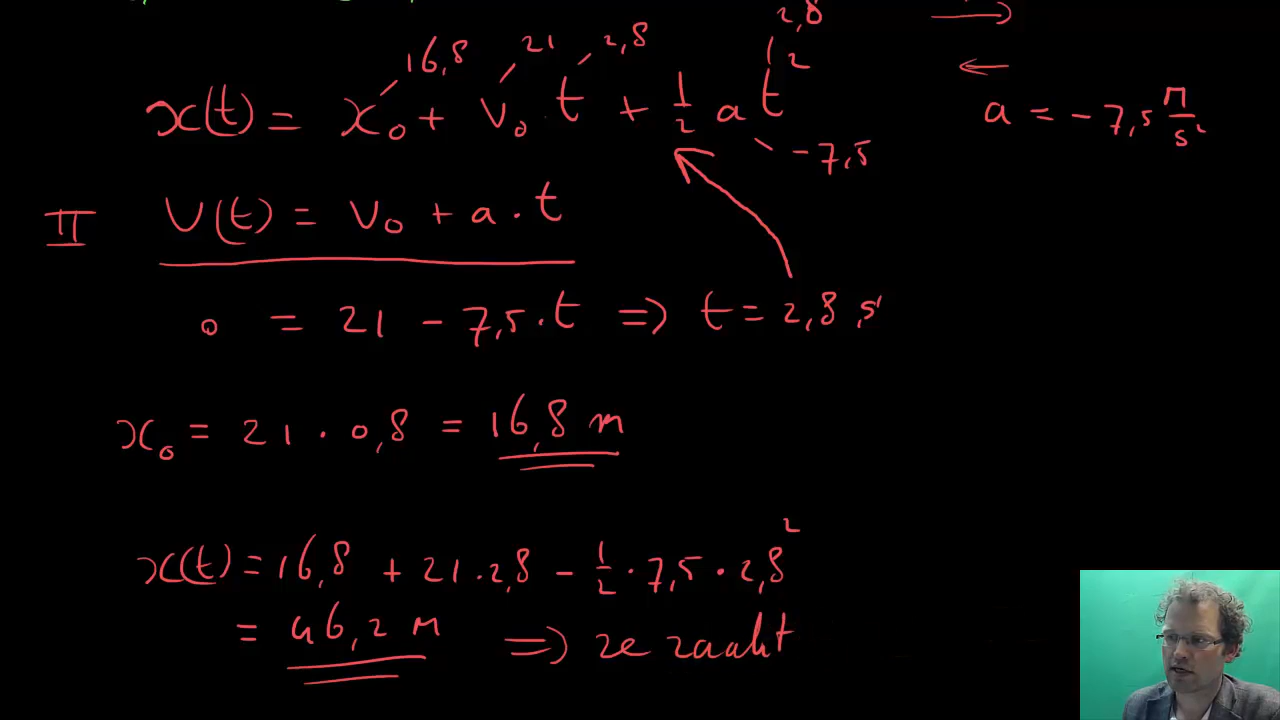 16,8 21 2,8 2,8
x(t) = x₀ + v₀ t + ½ a t²
-7,5
a = -7,5 m/s²
II v(t) = v₀ + a · t
0 = 21 - 7,5 · t ⇒ t = 2,8 s
x₀ = 21 · 0,8 = 16,8 m
x(t) = 16,8 + 21 · 2,8 - ½ · 7,5 · 2,8²
= 46,2 m ⇒ ze